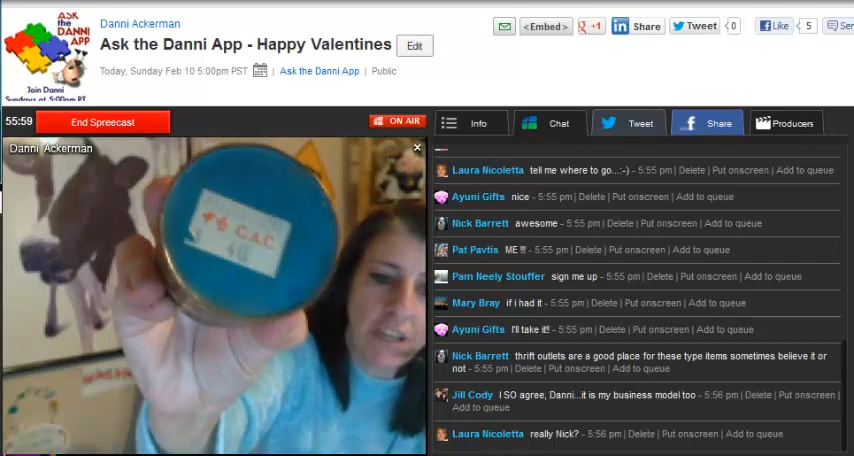 ASK
the
DANNI
APP
Join Danni
Sundays at 5:00pm PT
Danni Ackerman
Ask the Danni App - Happy Valentines
Edit
Today, Sunday Feb 10 5:00pm PST | Ask the Danni App | Public
<Embed>
g +1
in Share
Tweet
0
Like
5
55:59
End Spreecast
ON AIR
Info
Chat
Tweet
Share
Producers
Danni Ackerman
C.A.C.
Laura Nicoletta tell me where to go...:-) - 5:55 pm | Delete | Put onscreen | Add to queue
Ayuni Gifts nice - 5:55 pm | Delete | Put onscreen | Add to queue
Nick Barrett awesome - 5:55 pm | Delete | Put onscreen | Add to queue
Pat Pavtis ME !!! - 5:55 pm | Delete | Put onscreen | Add to queue
Pam Neely Stouffer sign me up - 5:55 pm | Delete | Put onscreen | Add to queue
Mary Bray if i had it - 5:55 pm | Delete | Put onscreen | Add to queue
Ayuni Gifts I'll take it!! - 5:55 pm | Delete | Put onscreen | Add to queue
Nick Barrett thrift outlets are a good place for these type items sometimes believe it or
not - 5:55 pm | Delete | Put onscreen | Add to queue
Jill Cody I SO agree, Danni...it is my business model too - 5:56 pm | Delete | Put onscreen |
Add to queue
Laura Nicoletta really Nick? - 5:56 pm | Delete | Put onscreen | Add to queue